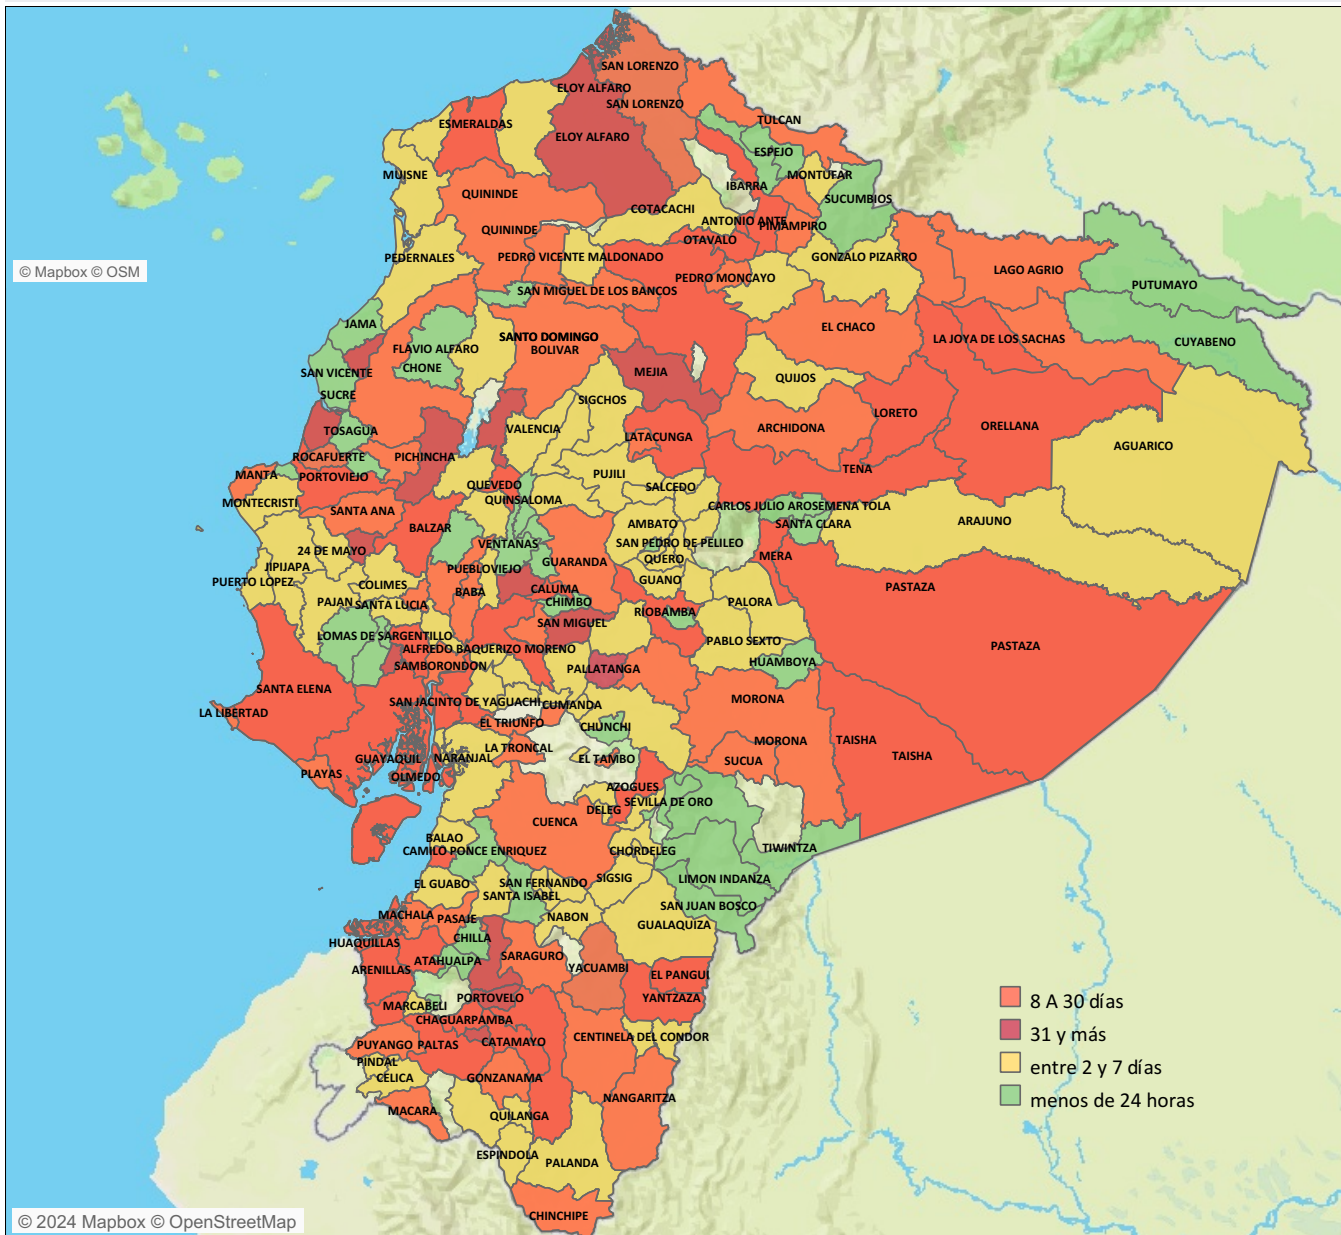 SAN LORENZO
ELOY ALFARO
SAN LORENZO
TULCAN
ESMERALDAS
ELOY ALFARO
ESPEJO
MUISNE
MONTUFAR
IBARRA
QUININDE
SUCUMBIOS
COTACACHI
ANTONIO ANTE
PIMAMPIRO
QUININDE
OTAVALO
PEDERNALES
PEDRO VICENTE MALDONADO
GONZALO PIZARRO
LAGO AGRIO
© Mapbox © OSM
PEDRO MONCAYO
PUTUMAYO
SAN MIGUEL DE LOS BANCOS
JAMA
EL CHACO
SANTO DOMINGO
LA JOYA DE LOS SACHAS
CUYABENO
FLAVIO ALFARO
BOLIVAR
CHONE
SAN VICENTE
MEJIA
QUIJOS
SUCRE
SIGCHOS
LORETO
TOSAGUA
VALENCIA
ARCHIDONA
ORELLANA
LATACUNGA
AGUARICO
ROCAFUERTE
PICHINCHA
TENA
MANTA
PORTOVIEJO
PUJILI
QUEVEDO
SALCEDO
MONTECRISTI
QUINSALOMA
CARLOS JULIO AROSEMENA TOLA
SANTA ANA
ARAJUNO
BALZAR
AMBATO
SANTA CLARA
24 DE MAYO
VENTANAS
SAN PEDRO DE PELILEO
JIPIJAPA
GUARANDA
QUERO
MERA
PUEBLOVIEJO
PUERTO LOPEZ
COLIMES
GUANO
PASTAZA
BABA
CALUMA
PAJAN
SANTA LUCIA
CHIMBO
PALORA
RIOBAMBA
SAN MIGUEL
LOMAS DE SARGENTILLO
PABLO SEXTO
PASTAZA
ALFREDO BAQUERIZO MORENO
SAMBORONDON
PALLATANGA
HUAMBOYA
SANTA ELENA
SAN JACINTO DE YAGUACHI
CUMANDA
MORONA
LA LIBERTAD
EL TRIUNFO
CHUNCHI
MORONA
TAISHA
LA TRONCAL
GUAYAQUIL
NARANJAL
EL TAMBO
SUCUA
TAISHA
PLAYAS
OLMEDO
AZOGUES
SEVILLA DE ORO
DELEG
CUENCA
BALAO
TIWINTZA
CAMILO PONCE ENRIQUEZ
CHORDELEG
EL GUABO
SAN FERNANDO
SIGSIG
LIMON INDANZA
SANTA ISABEL
SAN JUAN BOSCO
MACHALA
PASAJE
NABON
GUALAQUIZA
CHILLA
HUAQUILLAS
SARAGURO
ATAHUALPA
ARENILLAS
YACUAMBI
EL PANGUI
YANTZAZA
PORTOVELO
MARCABELI
CHAGUARPAMBA
CENTINELA DEL CONDOR
PUYANGO
PALTAS
CATAMAYO
PINDAL
CELICA
GONZANAMA
NANGARITZA
MACARA
QUILANGA
ESPINDOLA
PALANDA
CHINCHIPE
8 A 30 días
31 y más
entre 2 y 7 días
menos de 24 horas
© 2024 Mapbox © OpenStreetMap